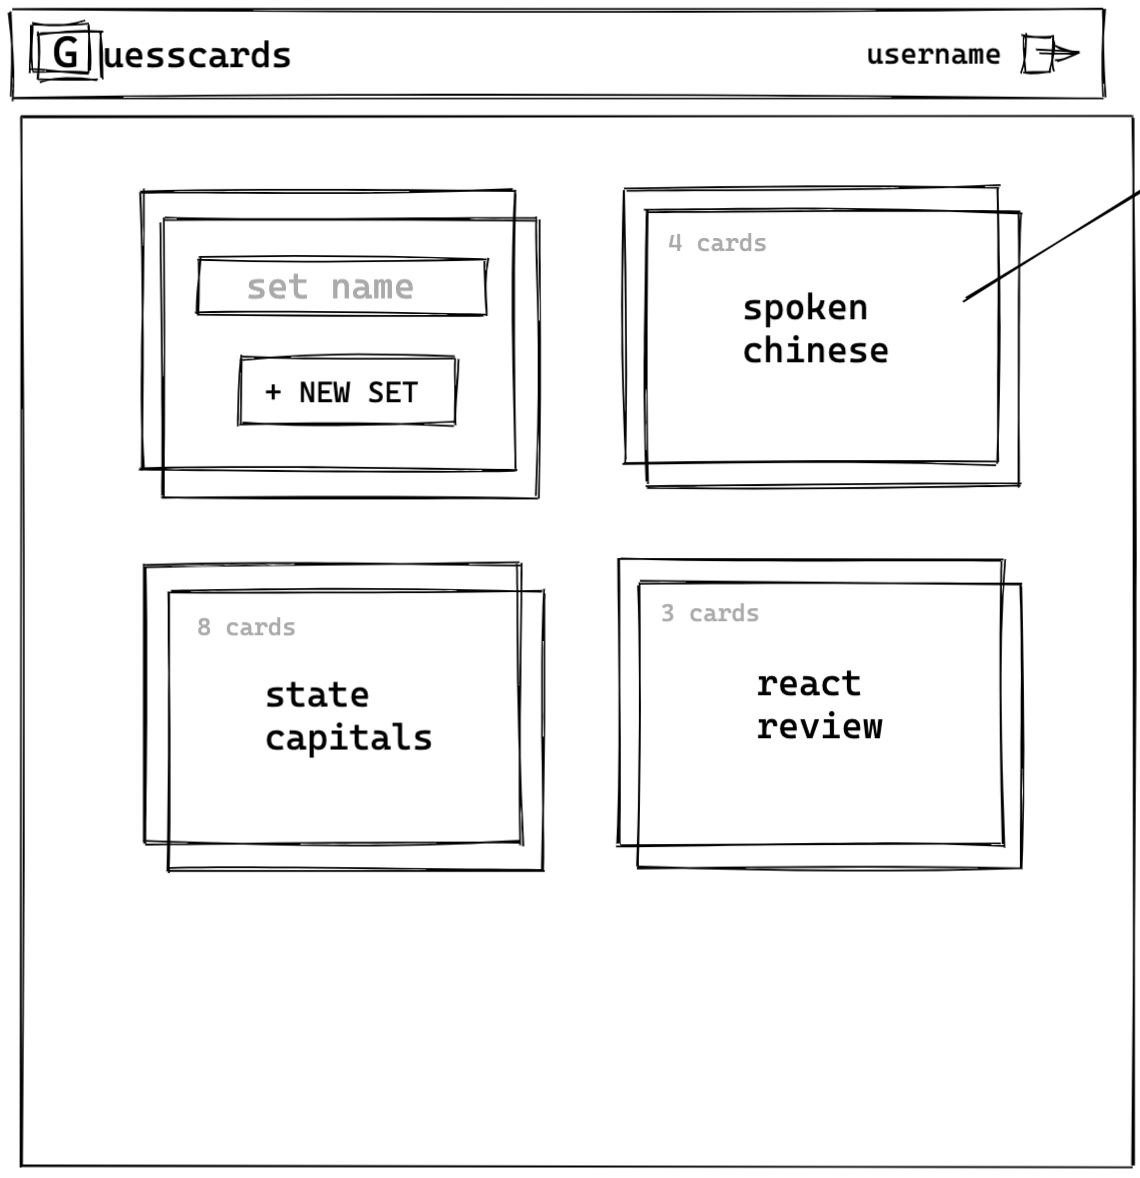 Guesscards
username
set name
+ NEW SET
4 cards
spoken
chinese
8 cards
state
capitals
3 cards
react
review